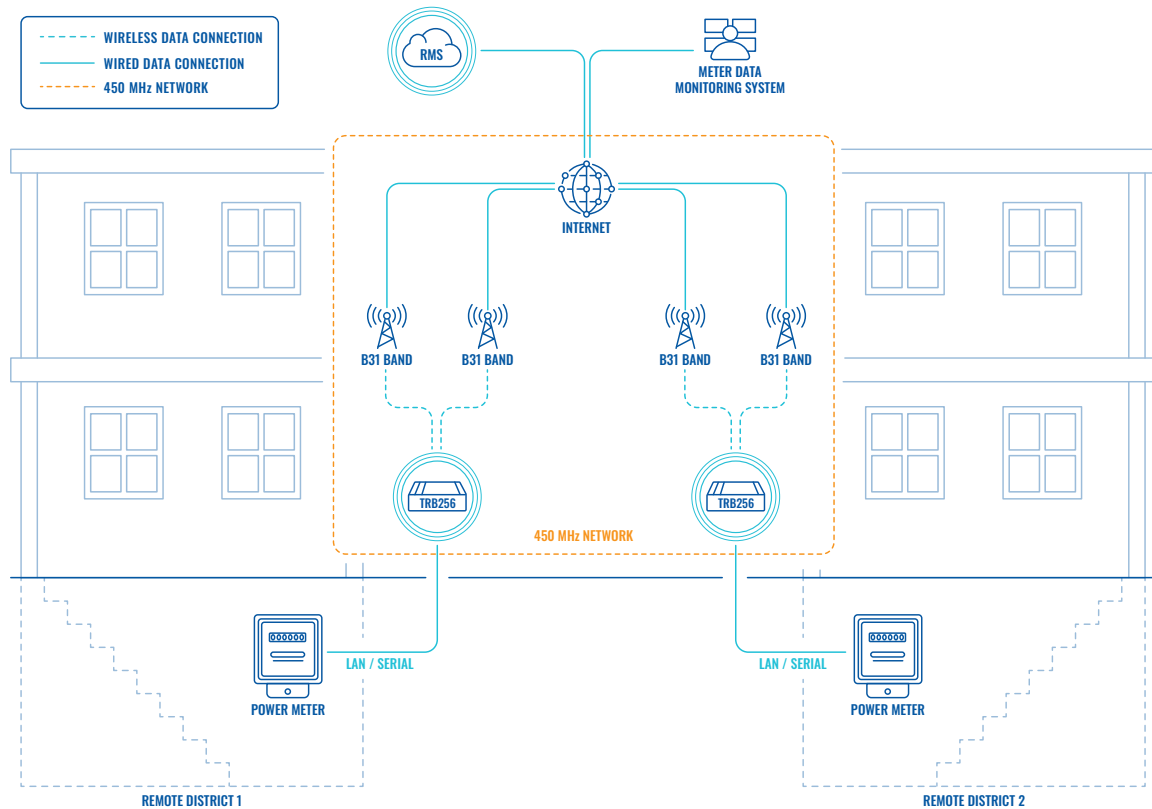 WIRELESS DATA CONNECTION
WIRED DATA CONNECTION
450 MHz NETWORK
RMS
METER DATA
MONITORING SYSTEM
INTERNET
B31 BAND
B31 BAND
B31 BAND
B31 BAND
TRB256
TRB256
450 MHz NETWORK
LAN / SERIAL
LAN / SERIAL
POWER METER
POWER METER
REMOTE DISTRICT 1
REMOTE DISTRICT 2